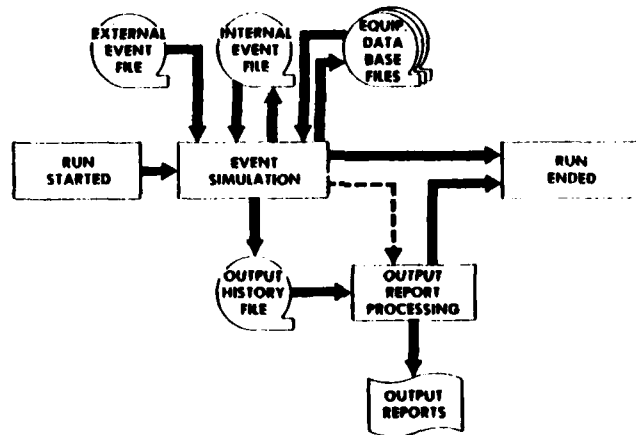 EXTERNAL
EVENT
FILE
INTERNAL
EVENT
FILE
EQUIP.
DATA
BASE
FILES
RUN
STARTED
EVENT
SIMULATION
RUN
ENDED
OUTPUT
HISTORY
FILE
OUTPUT
REPORT
PROCESSING
OUTPUT
REPORTS